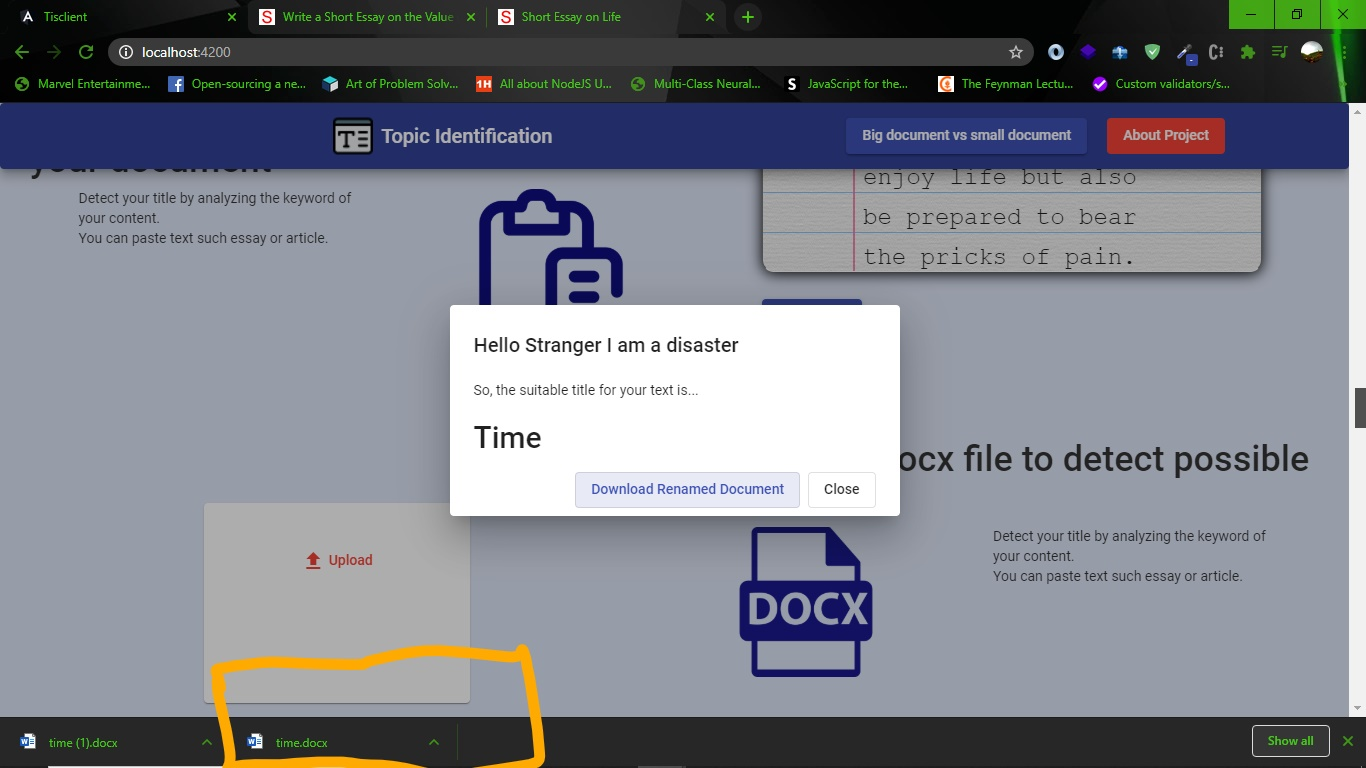 Tisclient
Write a Short Essay on the Value
Short Essay on Life
localhost:4200
Marvel Entertainme...
Open-sourcing a ne...
Art of Problem Solv...
1H
All about NodeJS U...
Multi-Class Neural...
JavaScript for the...
The Feynman Lectu...
Custom validators/s...
TE
Topic Identification
Big document vs small document
About Project
your document
Detect your title by analyzing the keyword of
your content.
You can paste text such essay or article.
enjoy life but also
be prepared to bear
the pricks of pain.
Hello Stranger I am a disaster
So, the suitable title for your text is...
Time
Download Renamed Document
Close
ocx file to detect possible
Upload
DOCX
Detect your title by analyzing the keyword of
your content.
You can paste text such essay or article.
time (1).docx
time.docx
Show all